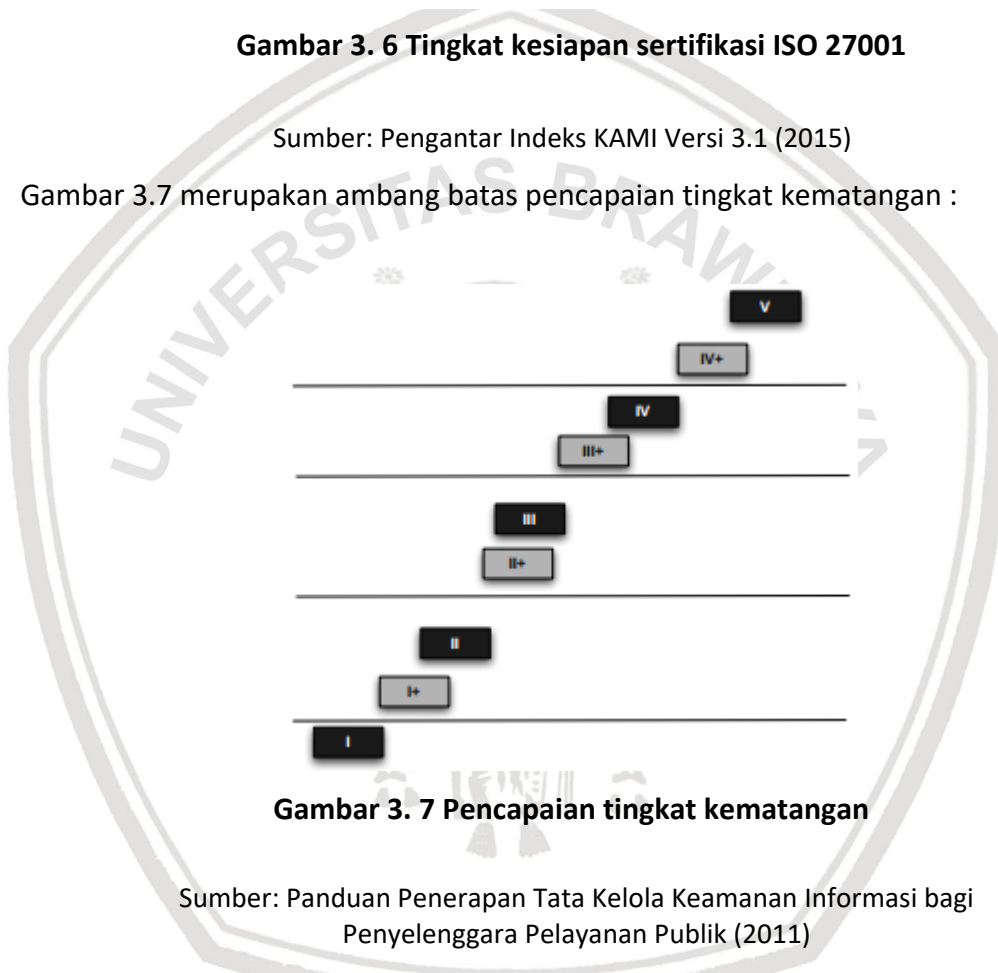 Gambar 3. 6 Tingkat kesiapan sertifikasi ISO 27001
Sumber: Pengantar Indeks KAMI Versi 3.1 (2015)
Gambar 3.7 merupakan ambang batas pencapaian tingkat kematangan :
UNIVERSITAS BRAW
V
IV+
IV
III+
III
II+
II
I+
I
Gambar 3. 7 Pencapaian tingkat kematangan
Sumber: Panduan Penerapan Tata Kelola Keamanan Informasi bagi
Penyelenggara Pelayanan Publik (2011)